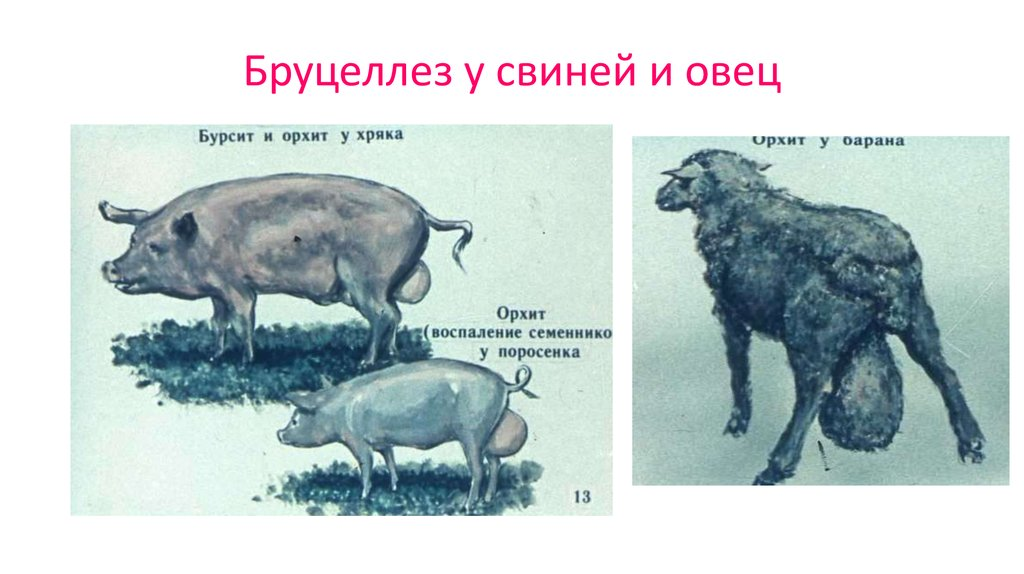 Бруцеллез у свиней и овец
Бурсит и орхит у хряка
Орхит у барана
Орхит
(воспаление семеннико
у поросенка
13